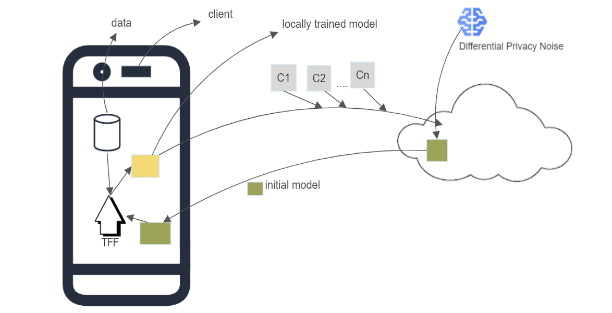 data
client
locally trained model
Differential Privacy Noise
C1
C2
....
Cn
initial model
TFF